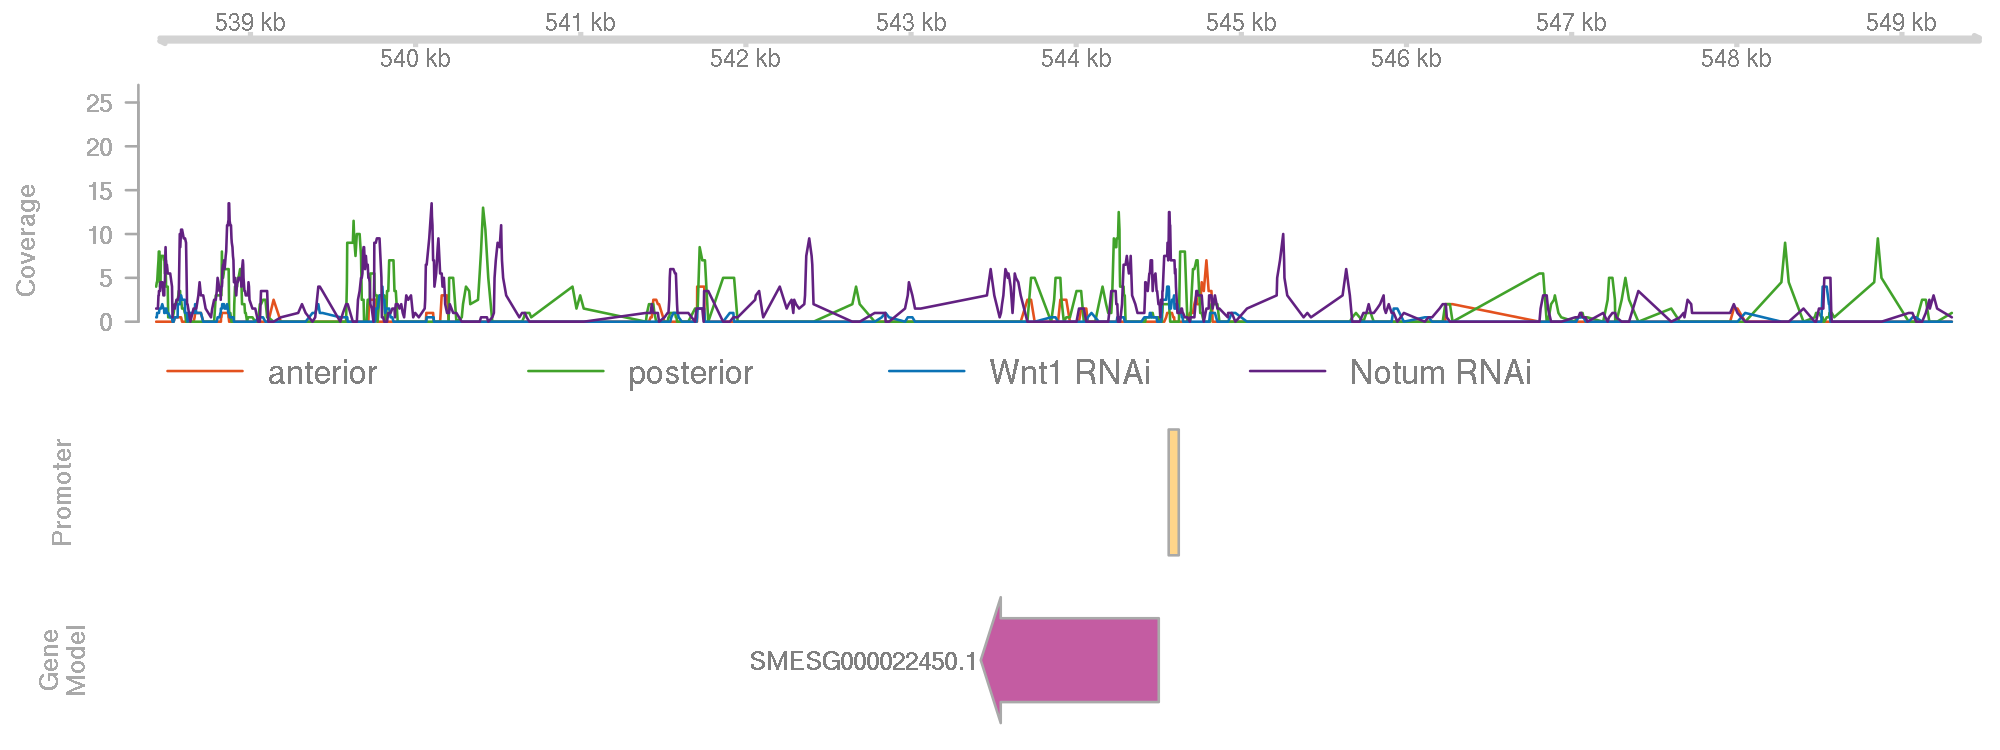 539 kb 541 kb 543 kb 545 kb 547 kb 549 kb
540 kb 542 kb 544 kb 546 kb 548 kb
Coverage
25
20
15
10
5
0
anterior posterior Wnt1 RNAi Notum RNAi
Promoter
Gene
Model
SMESG000022450.1